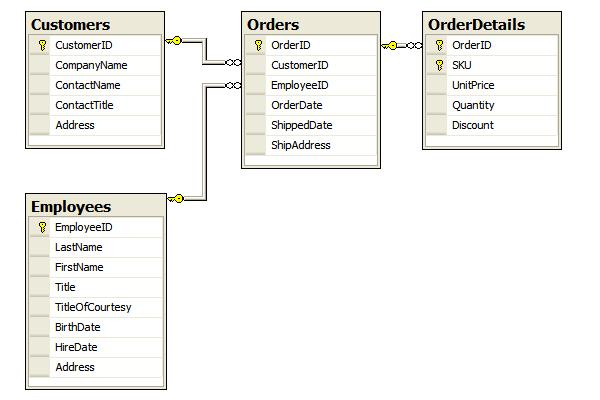 Customers
CustomerID
CompanyName
ContactName
ContactTitle
Address
Orders
OrderID
CustomerID
EmployeeID
OrderDate
ShippedDate
ShipAddress
OrderDetails
OrderID
SKU
UnitPrice
Quantity
Discount
Employees
EmployeeID
LastName
FirstName
Title
TitleOfCourtesy
BirthDate
HireDate
Address